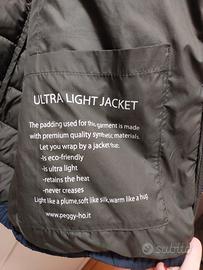 ULTRA LIGHT JACKET
The padding used for this garment is made
with premium quality synthetic materials.
Let you wrap by a jacket that:
-is eco-friendly
-is ultra light
-retains the heat
-never creases
Light like a plume,soft like silk,warm like a hug
www.peggy-ho.it
subito